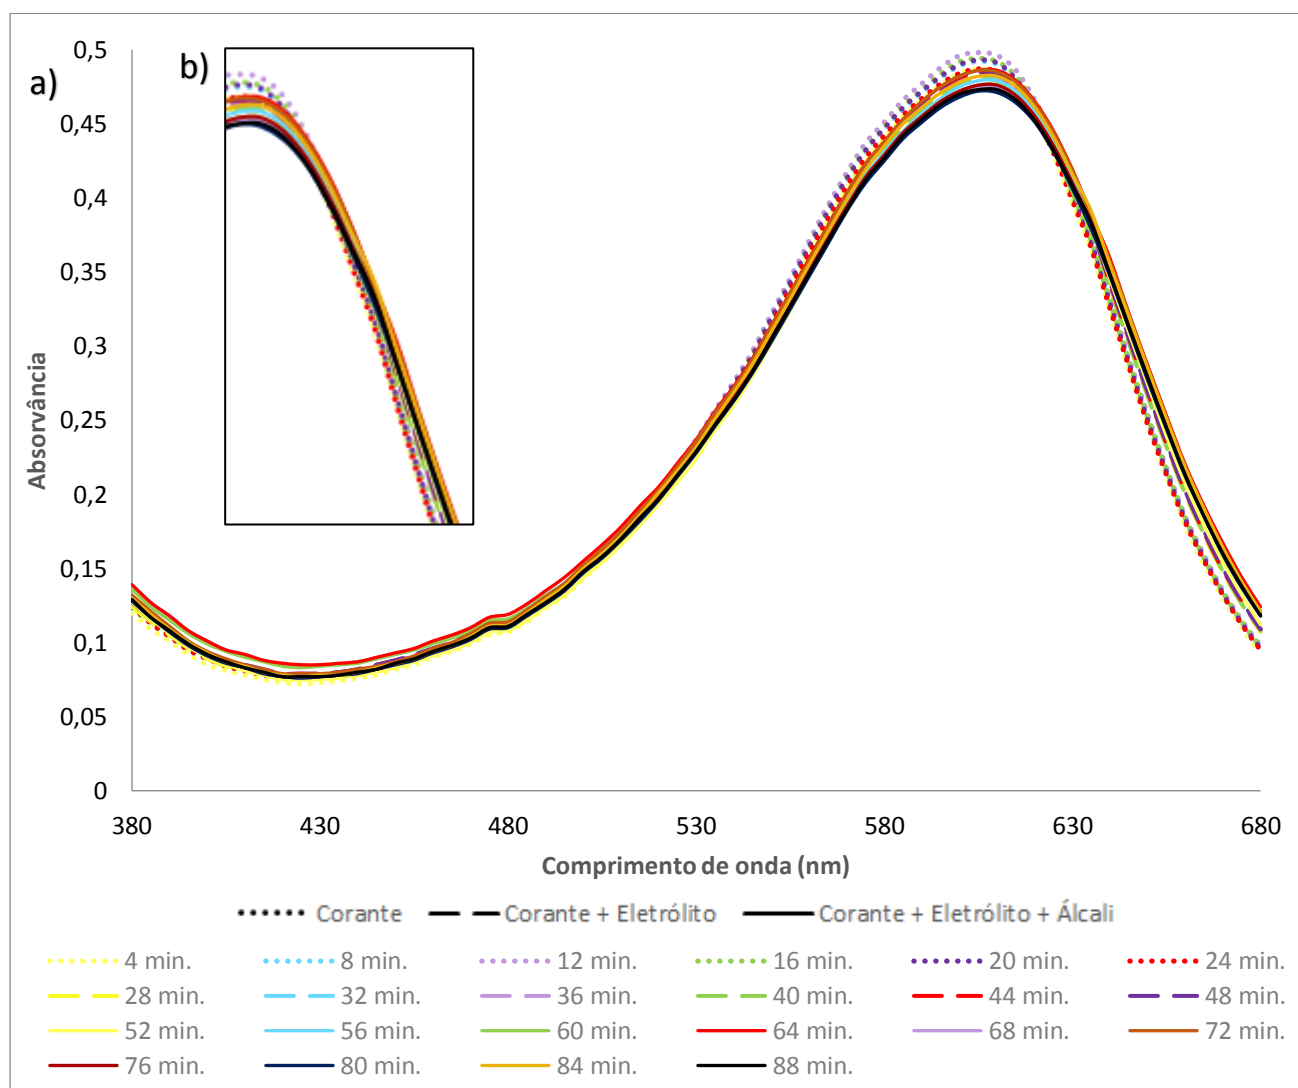 a)
b)
0,5
0,45
0,4
0,35
0,3
0,25
0,2
0,15
0,1
0,05
0
Absorvância
380 430 480 530 580 630 680
Comprimento de onda (nm)
Corante Corante + Eletrólito Corante + Eletrólito + Álcali
4 min. 8 min. 12 min. 16 min. 20 min. 24 min.
28 min. 32 min. 36 min. 40 min. 44 min. 48 min.
52 min. 56 min. 60 min. 64 min. 68 min. 72 min.
76 min. 80 min. 84 min. 88 min.